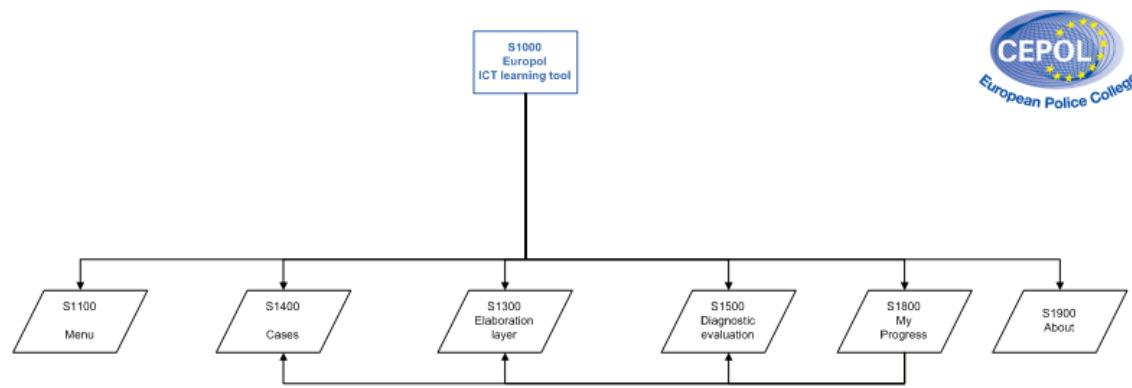 S1000
Europol
ICT learning tool
CEPOL
European Police College
S1100
Menu
S1400
Cases
S1300
Elaboration
layer
S1500
Diagnostic
evaluation
S1800
My
Progress
S1900
About